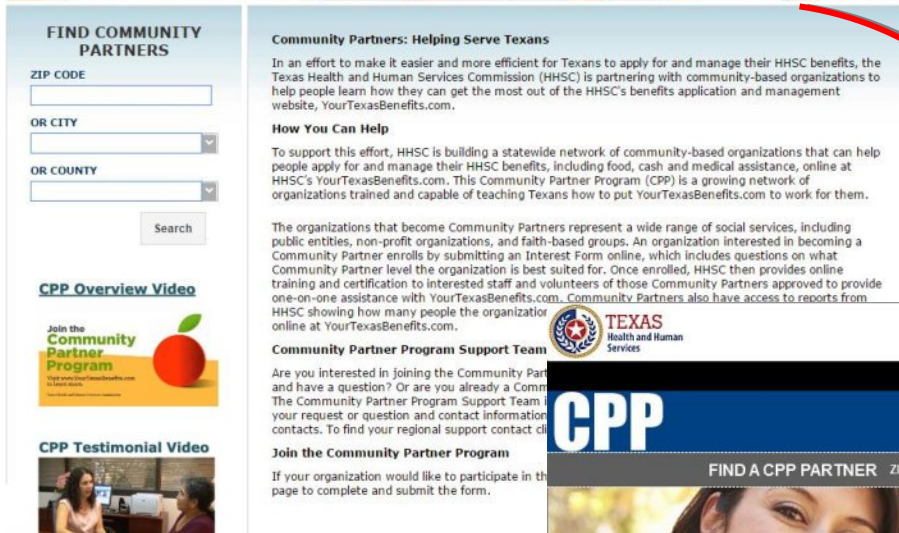 FIND COMMUNITY
PARTNERS
ZIP CODE
OR CITY
OR COUNTY
Search
CPP Overview Video
Join the
Community
Partner
Program
Visit www.YourTexasBenefits.com
to learn more.
CPP Testimonial Video
Community Partners: Helping Serve Texans
In an effort to make it easier and more efficient for Texans to apply for and manage their HHSC benefits, the
Texas Health and Human Services Commission (HHSC) is partnering with community-based organizations to
help people learn how they can get the most out of the HHSC's benefits application and management
website, YourTexasBenefits.com.
How You Can Help
To support this effort, HHSC is building a statewide network of community-based organizations that can help
people apply for and manage their HHSC benefits, including food, cash and medical assistance, online at
HHSC's YourTexasBenefits.com. This Community Partner Program (CPP) is a growing network of
organizations trained and capable of teaching Texans how to put YourTexasBenefits.com to work for them.
The organizations that become Community Partners represent a wide range of social services, including
public entities, non-profit organizations, and faith-based groups. An organization interested in becoming a
Community Partner enrolls by submitting an Interest Form online, which includes questions on what
Community Partner level the organization is best suited for. Once enrolled, HHSC then provides online
training and certification to interested staff and volunteers of those Community Partners approved to provide
one-on-one assistance with YourTexasBenefits.com. Community Partners also have access to reports from
HHSC showing how many people the organization
online at YourTexasBenefits.com.
Community Partner Program Support Team
Are you interested in joining the Community Part
and have a question? Or are you already a Comm
The Community Partner Program Support Team i
your request or question and contact information
contacts. To find your regional support contact cli
Join the Community Partner Program
If your organization would like to participate in th
page to complete and submit the form.
TEXAS
Health and Human
Services
CPP
FIND A CPP PARTNER ZI